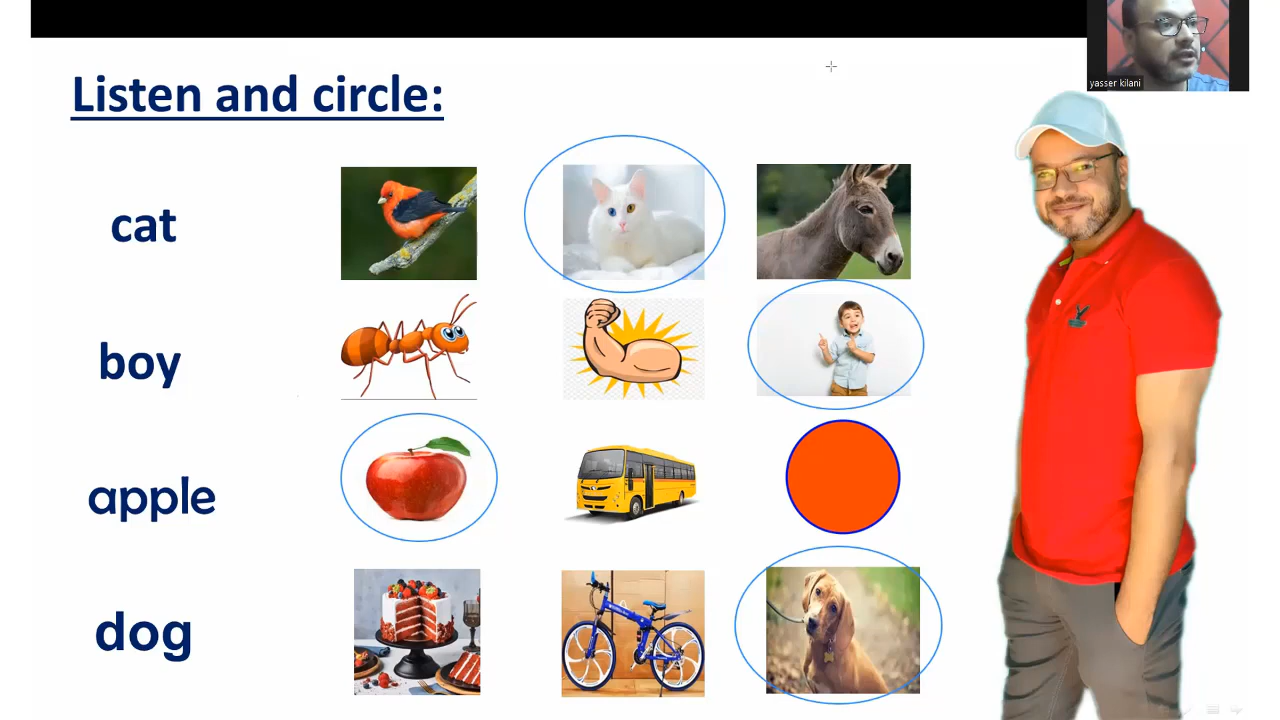 Listen and circle:
yasser kilani
cat
boy
apple
dog